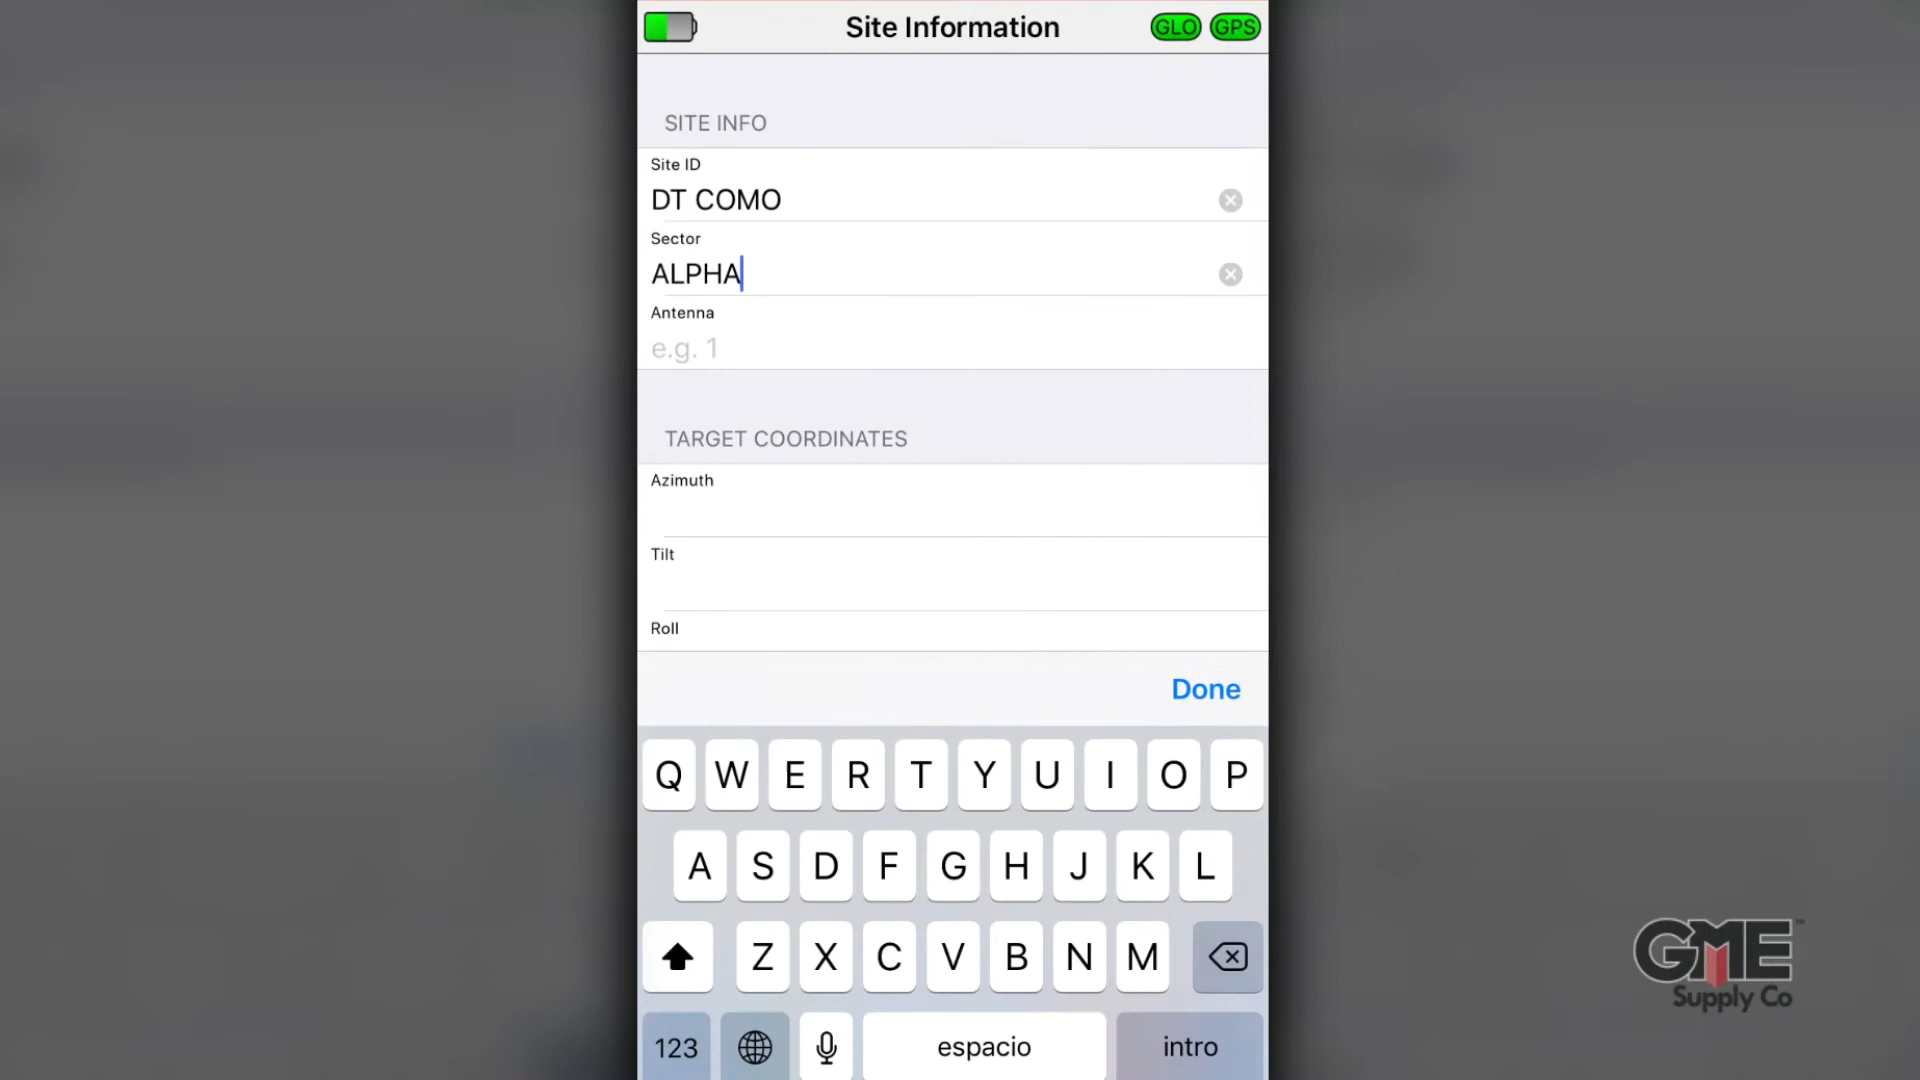 Site Information
GLO GPS
SITE INFO
Site ID
DT COMO
Sector
ALPHA
Antenna
e.g. 1
TARGET COORDINATES
Azimuth
Tilt
Roll
Done
Q W E R T Y U I O P
A S D F G H J K L
Z X C V B N M
123 espacio intro
GME
Supply Co